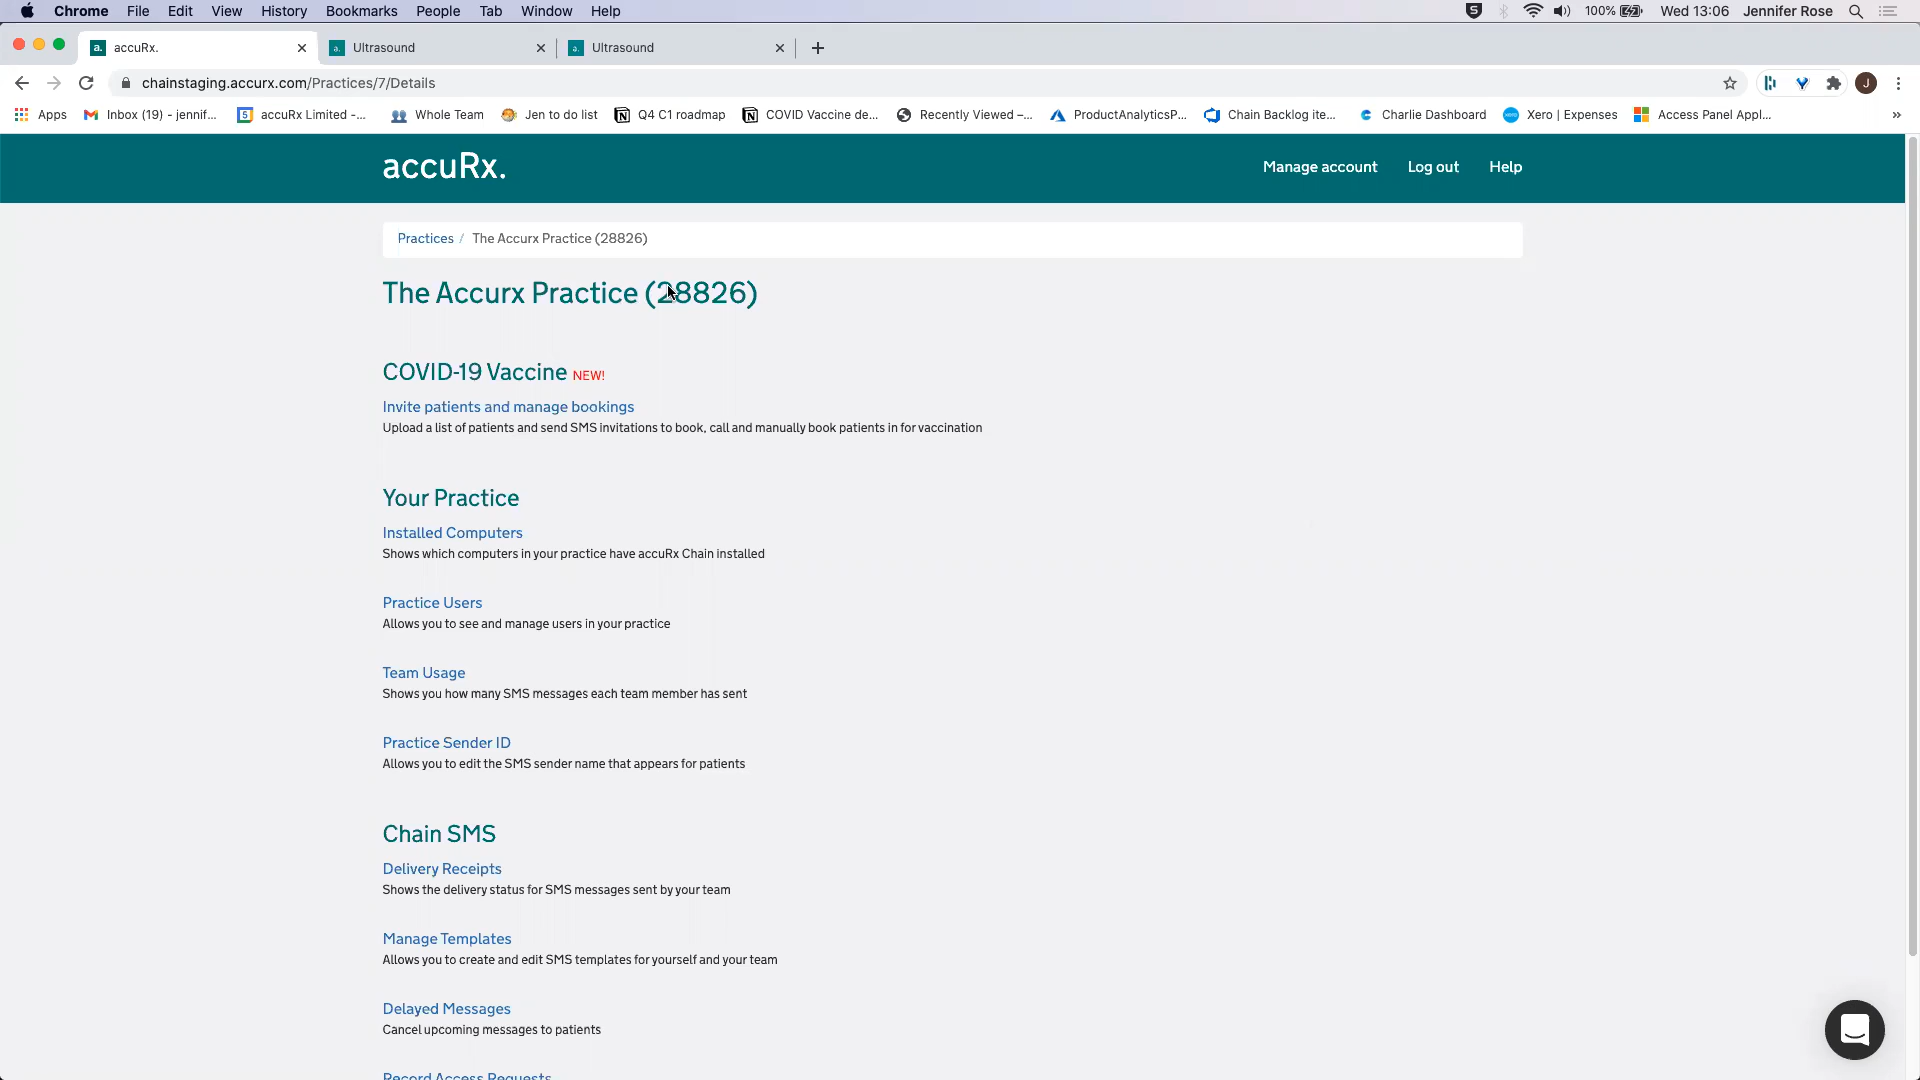 Chrome File Edit View History Bookmarks People Tab Window Help 100% Wed 13:06 Jennifer Rose
a. accuRx. a. Ultrasound a. Ultrasound
chainstaging.accurx.com/Practices/7/Details J
Apps Inbox (19) - jennif... 5 accuRx Limited -... Whole Team Jen to do list Q4 C1 roadmap COVID Vaccine de... Recently Viewed –... ProductAnalyticsP... Chain Backlog ite... Charlie Dashboard Xero | Expenses Access Panel Appl... »
accuRx. Manage account Log out Help
Practices / The Accurx Practice (28826)
The Accurx Practice (28826)
COVID-19 Vaccine NEW!
Invite patients and manage bookings
Upload a list of patients and send SMS invitations to book, call and manually book patients in for vaccination
Your Practice
Installed Computers
Shows which computers in your practice have accuRx Chain installed
Practice Users
Allows you to see and manage users in your practice
Team Usage
Shows you how many SMS messages each team member has sent
Practice Sender ID
Allows you to edit the SMS sender name that appears for patients
Chain SMS
Delivery Receipts
Shows the delivery status for SMS messages sent by your team
Manage Templates
Allows you to create and edit SMS templates for yourself and your team
Delayed Messages
Cancel upcoming messages to patients
Record Access Requests